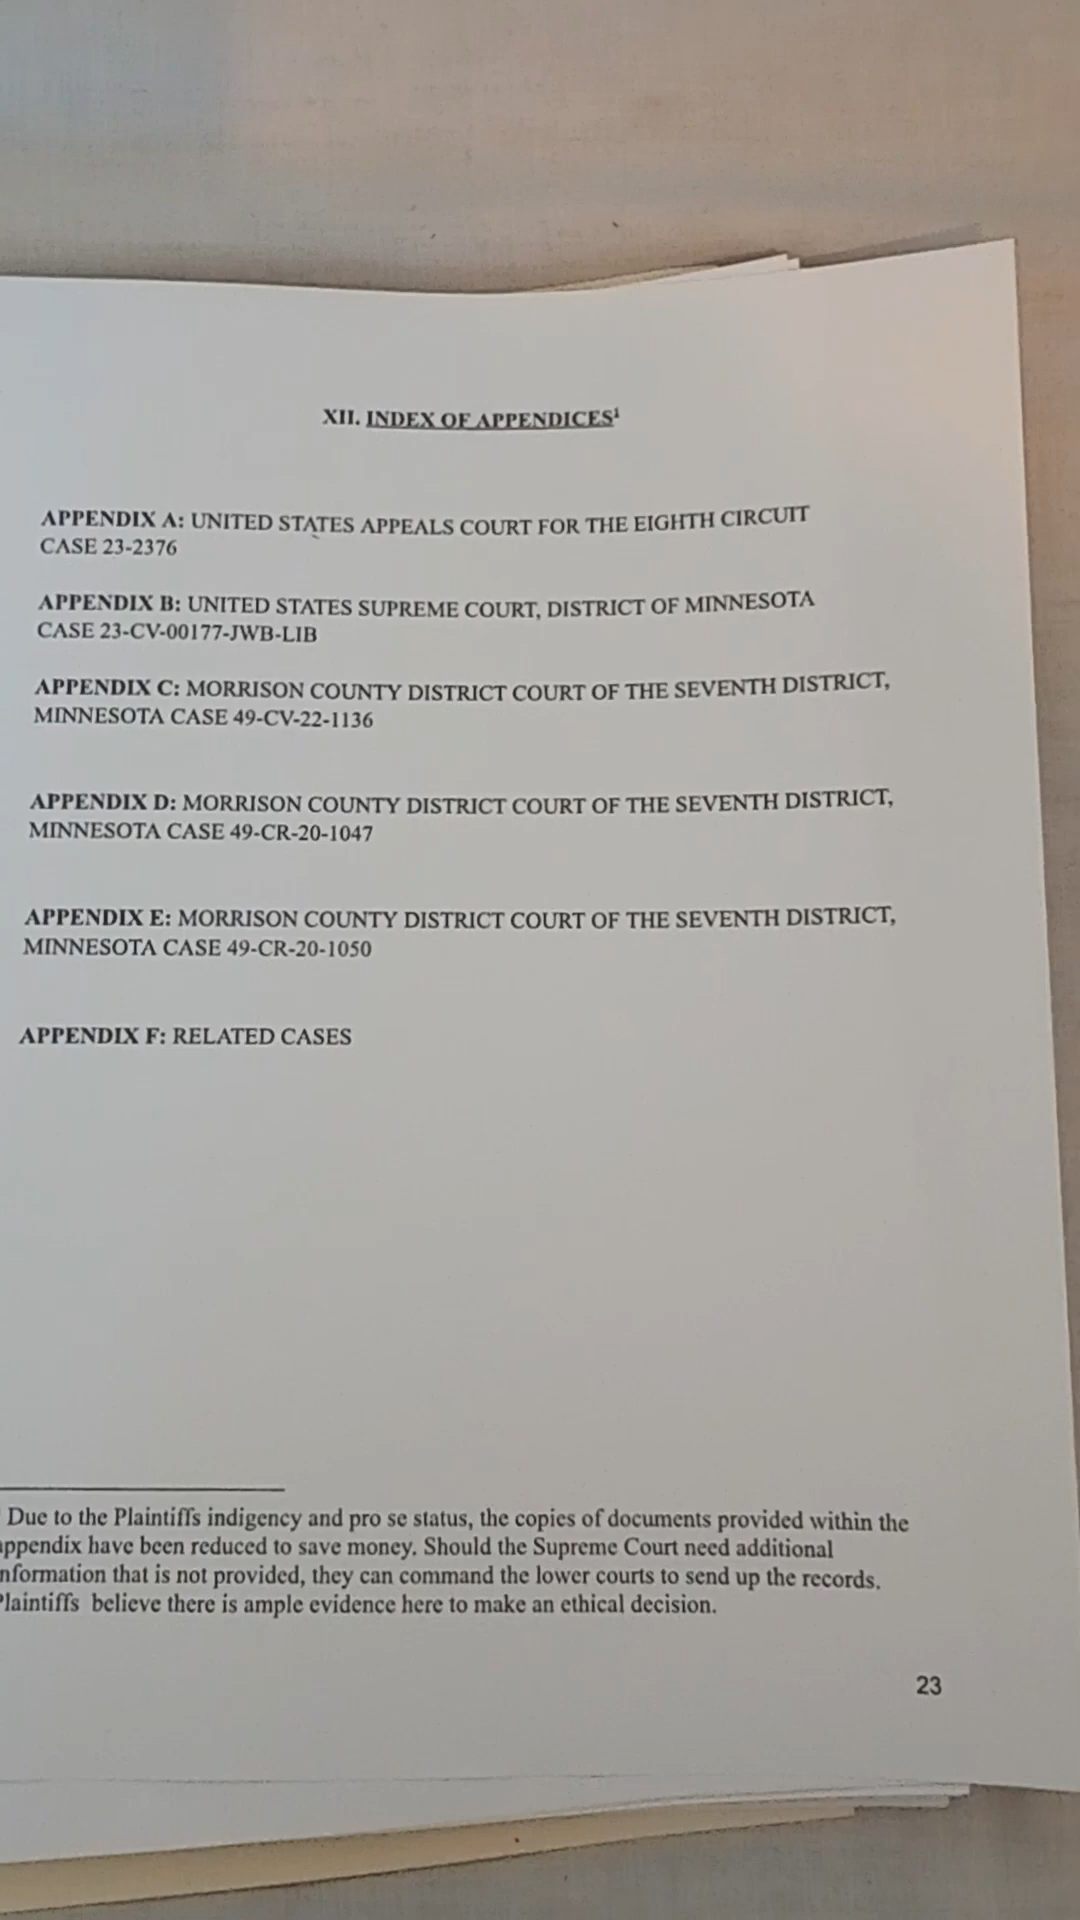 XII. INDEX OF APPENDICES¹
APPENDIX A: UNITED STATES APPEALS COURT FOR THE EIGHTH CIRCUIT
CASE 23-2376
APPENDIX B: UNITED STATES SUPREME COURT, DISTRICT OF MINNESOTA
CASE 23-CV-00177-JWB-LIB
APPENDIX C: MORRISON COUNTY DISTRICT COURT OF THE SEVENTH DISTRICT,
MINNESOTA CASE 49-CV-22-1136
APPENDIX D: MORRISON COUNTY DISTRICT COURT OF THE SEVENTH DISTRICT,
MINNESOTA CASE 49-CR-20-1047
APPENDIX E: MORRISON COUNTY DISTRICT COURT OF THE SEVENTH DISTRICT,
MINNESOTA CASE 49-CR-20-1050
APPENDIX F: RELATED CASES
Due to the Plaintiffs indigency and pro se status, the copies of documents provided within the
appendix have been reduced to save money. Should the Supreme Court need additional
nformation that is not provided, they can command the lower courts to send up the records.
Plaintiffs believe there is ample evidence here to make an ethical decision.
23